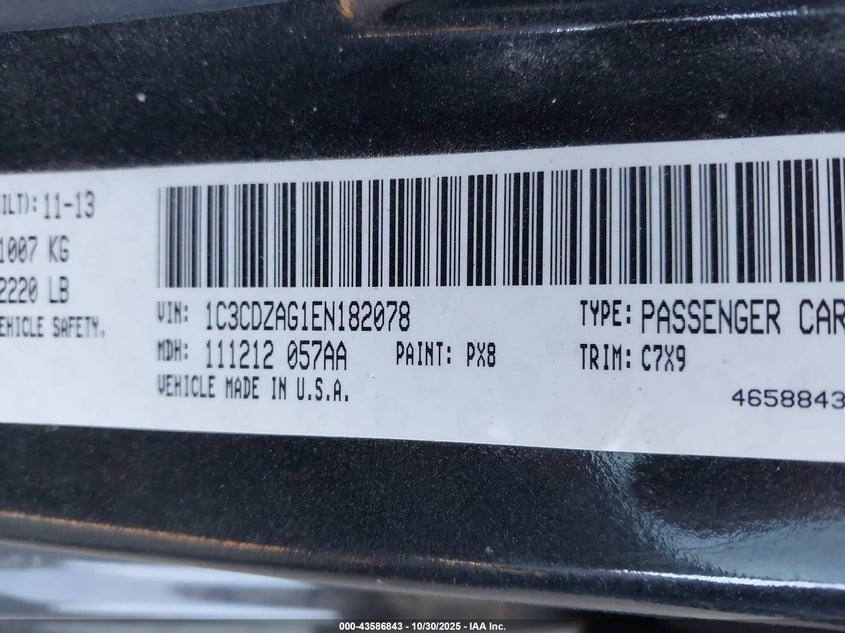 ILT): 11-13
1007 KG
2220 LB
EHICLE SAFETY.
VIN: 1C3CDZAG1EN182078 TYPE: PASSENGER CAR
MDH: 111212 057AA PAINT: PX8 TRIM: C7X9
VEHICLE MADE IN U.S.A.
4658843
000-43586843 - 10/30/2025 - IAA Inc.